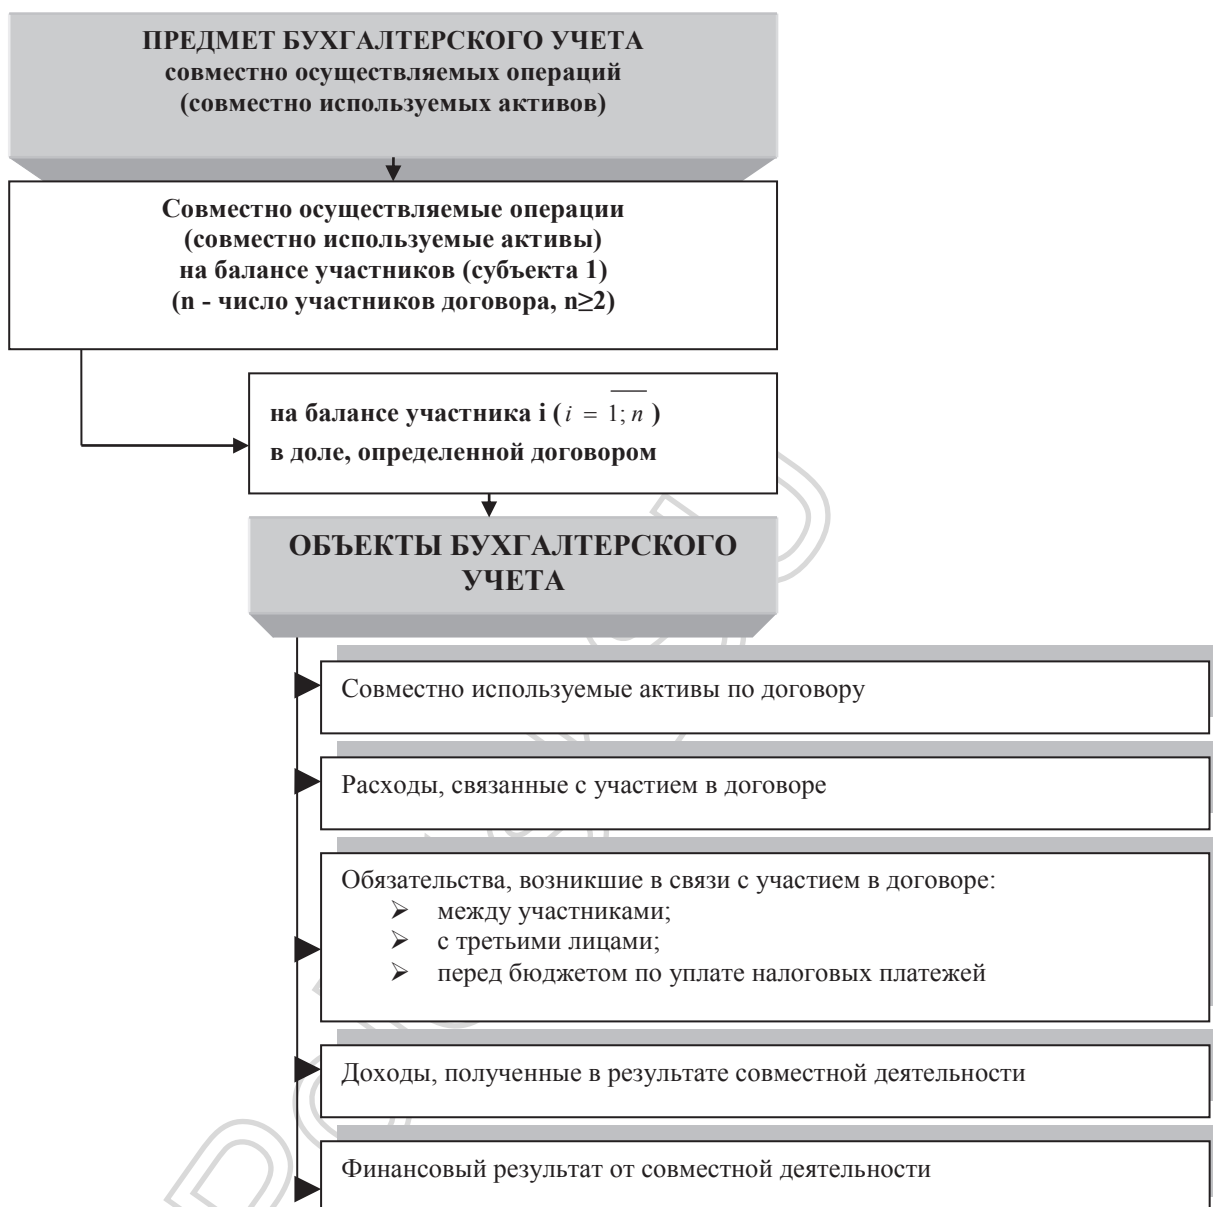 ПРЕДМЕТ БУХГАЛТЕРСКОГО УЧЕТА
совместно осуществляемых операций
(совместно используемых активов)
Совместно осуществляемые операции
(совместно используемые активы)
на балансе участников (субъекта 1)
(n - число участников договора, n≥2)
на балансе участника i ( i = 1; n )
в доле, определенной договором
ОБЪЕКТЫ БУХГАЛТЕРСКОГО
УЧЕТА
Совместно используемые активы по договору
Расходы, связанные с участием в договоре
Обязательства, возникшие в связи с участием в договоре:
➢ между участниками;
➢ с третьими лицами;
➢ перед бюджетом по уплате налоговых платежей
Доходы, полученные в результате совместной деятельности
Финансовый результат от совместной деятельности